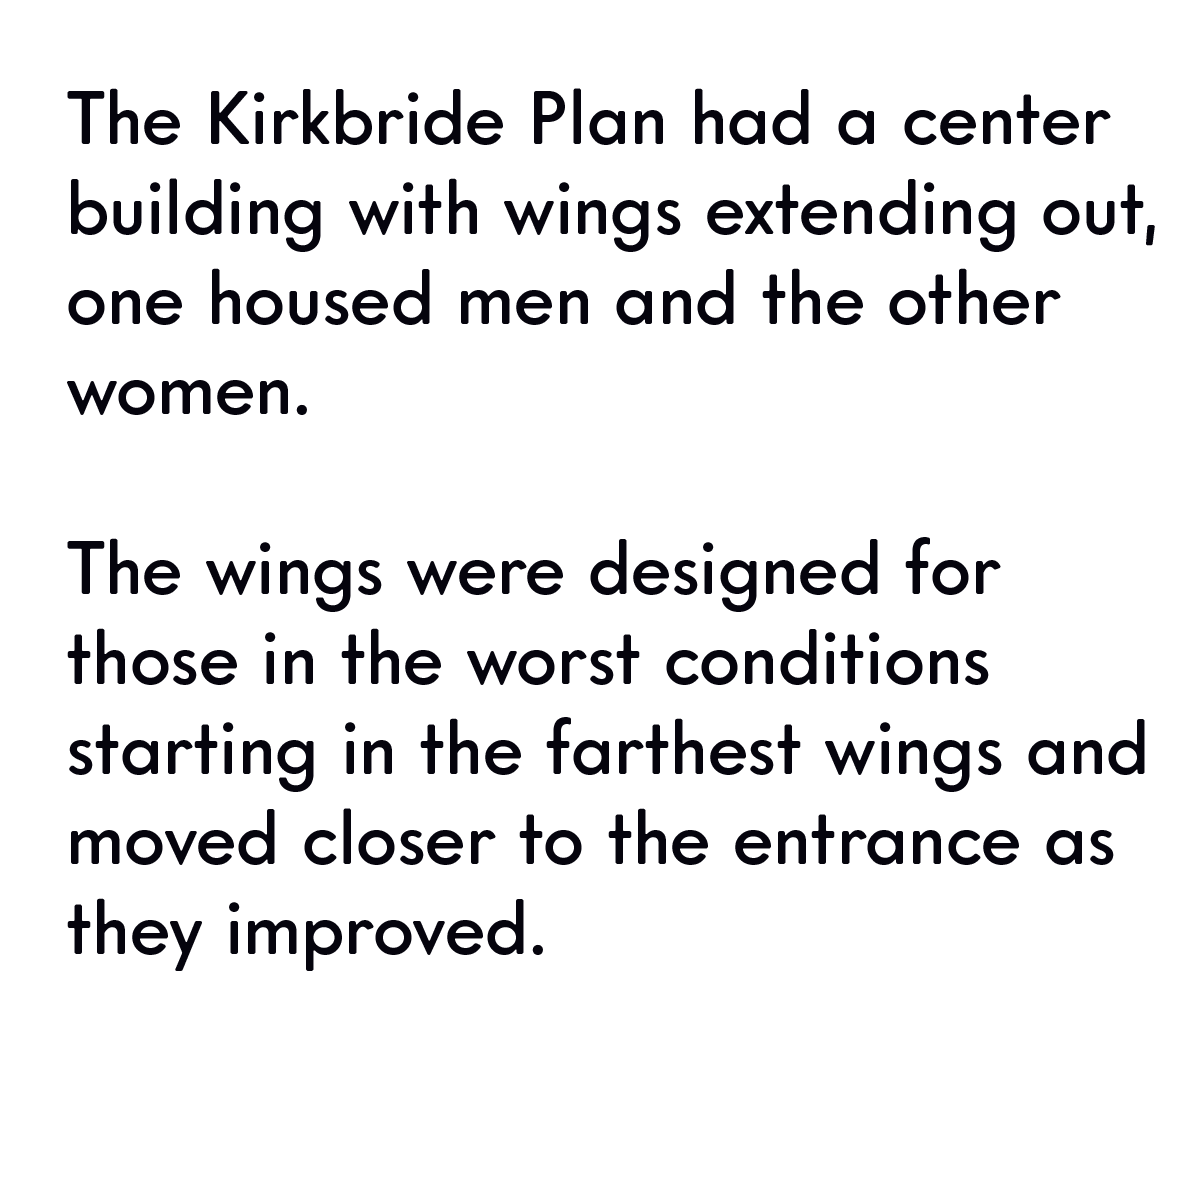 The Kirkbride Plan had a center
building with wings extending out,
one housed men and the other
women.
The wings were designed for
those in the worst conditions
starting in the farthest wings and
moved closer to the entrance as
they improved.